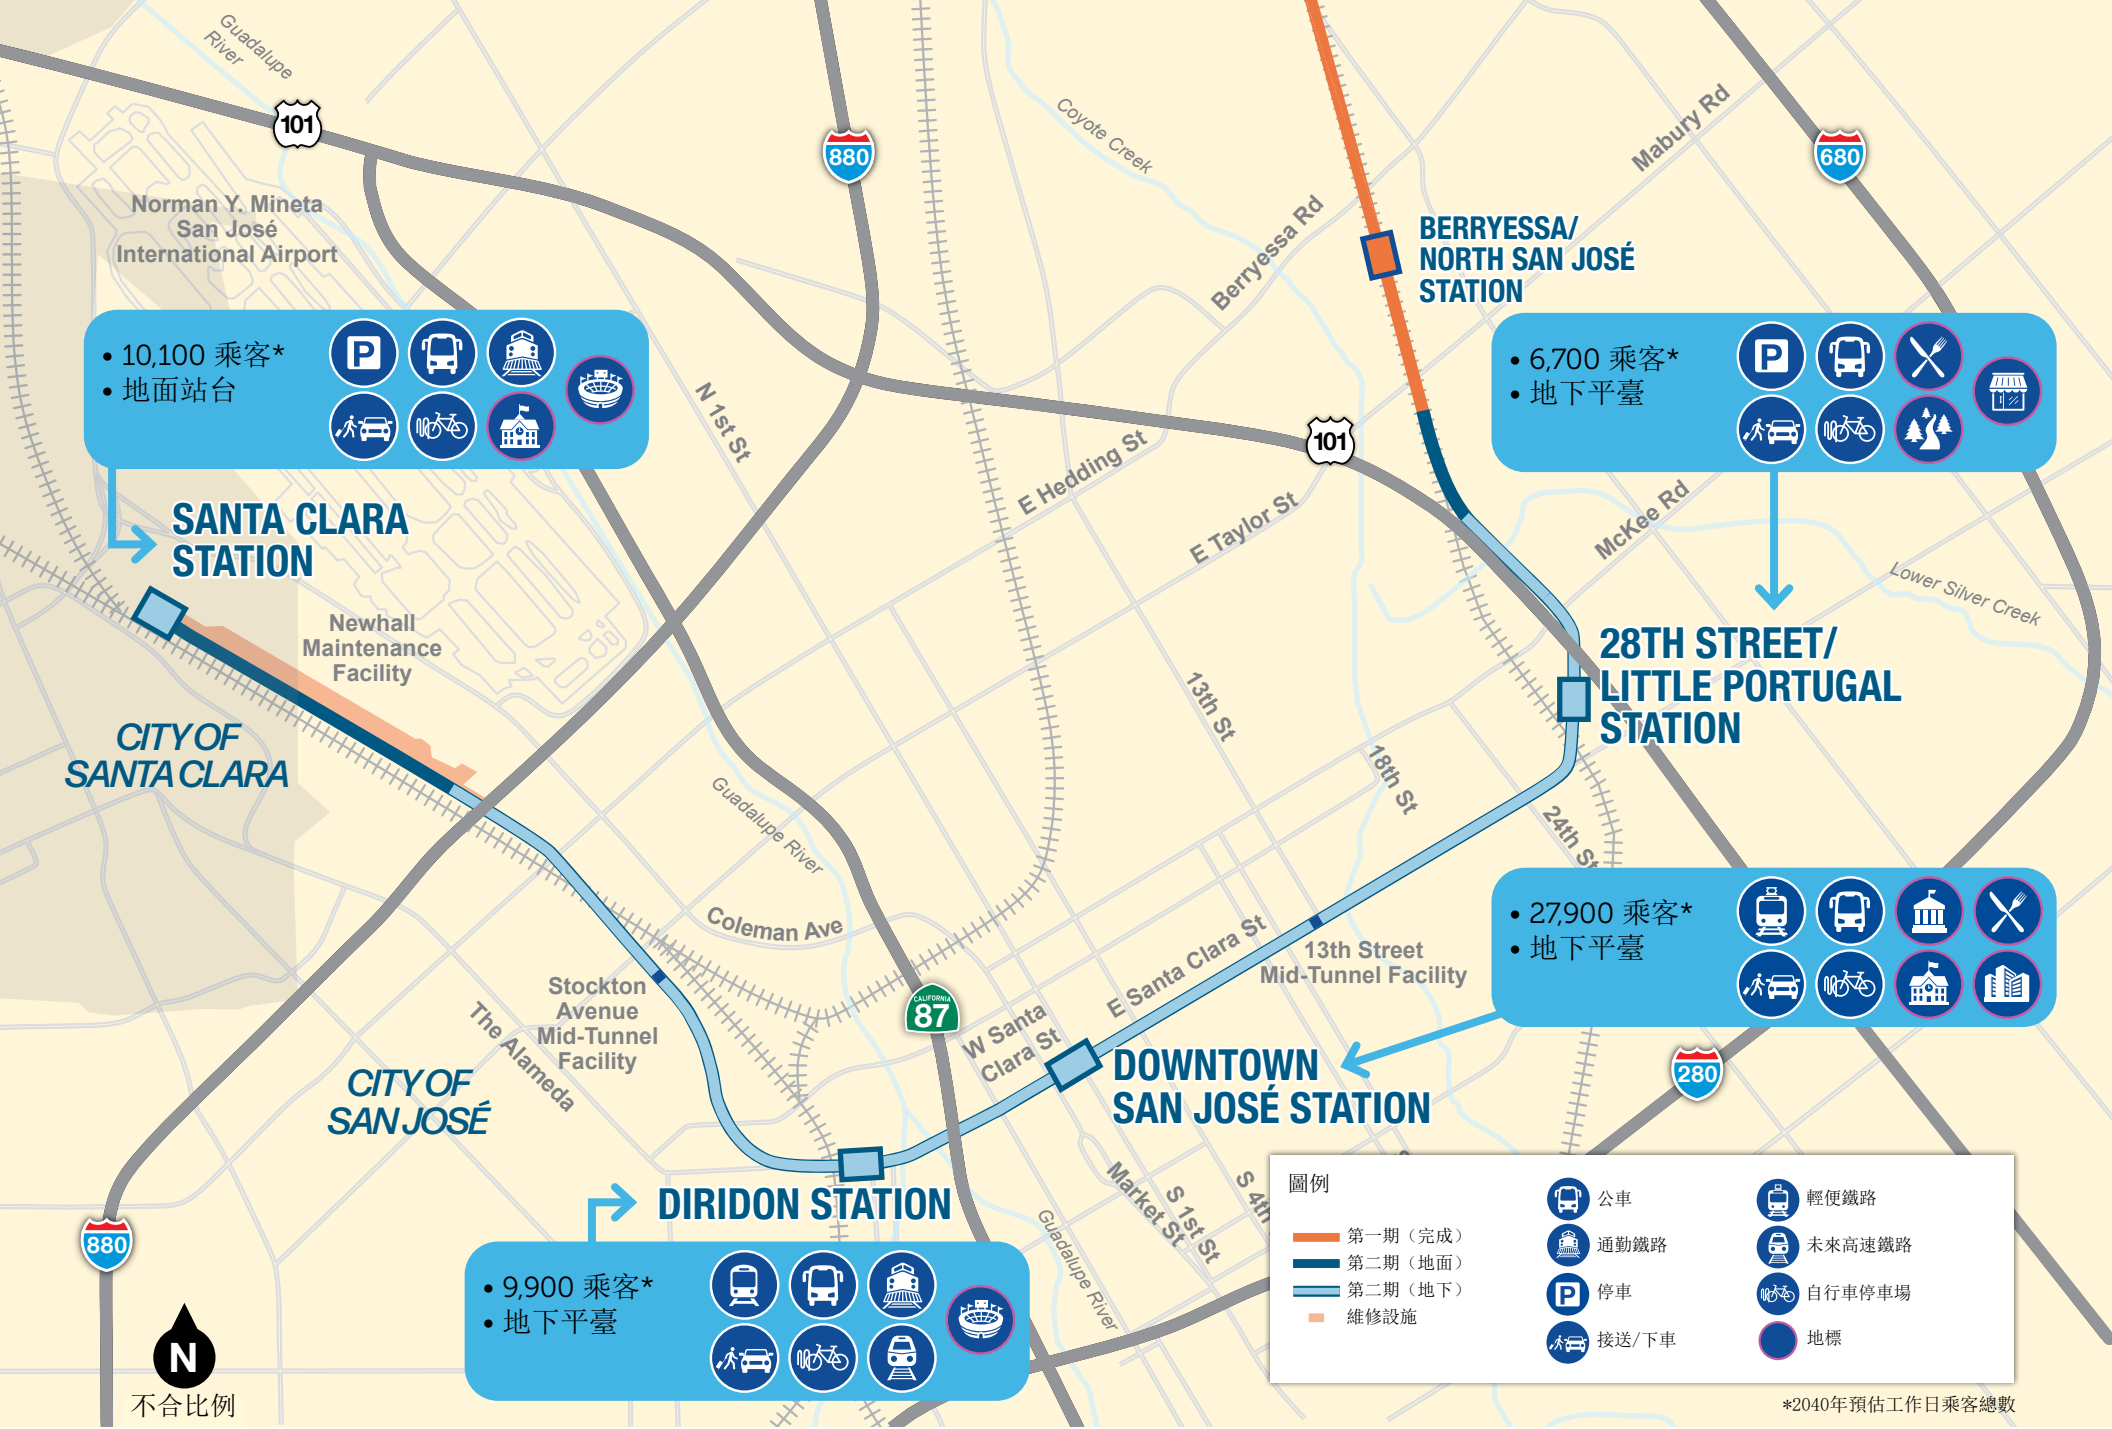 Guadalupe
River
101
Norman Y. Mineta
San José
International Airport
880
Coyote Creek
Berryessa Rd
Mabury Rd
680
BERRYESSA/
NORTH SAN JOSÉ
STATION
• 10,100 乘客*
• 地面站台
P
• 6,700 乘客*
• 地下平臺
P
N 1st St
E Hedding St
101
E Taylor St
McKee Rd
Lower Silver Creek
SANTA CLARA
STATION
Newhall
Maintenance
Facility
28TH STREET/
LITTLE PORTUGAL
STATION
CITY OF
SANTA CLARA
13th St
18th St
24th St
Guadalupe River
Coleman Ave
• 27,900 乘客*
• 地下平臺
E Santa Clara St
13th Street
Mid-Tunnel Facility
Stockton
Avenue
Mid-Tunnel
Facility
The Alameda
CALIFORNIA
87
W Santa
Clara St
DOWNTOWN
SAN JOSÉ STATION
280
CITY OF
SAN JOSÉ
DIRIDON STATION
Market St
S 1st St
S 4th
Guadalupe River
880
• 9,900 乘客*
• 地下平臺
N
不合比例
圖例
第一期（完成）
第二期（地面）
第二期（地下）
維修設施
公車
通勤鐵路
P 停車
接送/下車
輕便鐵路
未來高速鐵路
自行車停車場
地標
*2040年預估工作日乘客總數